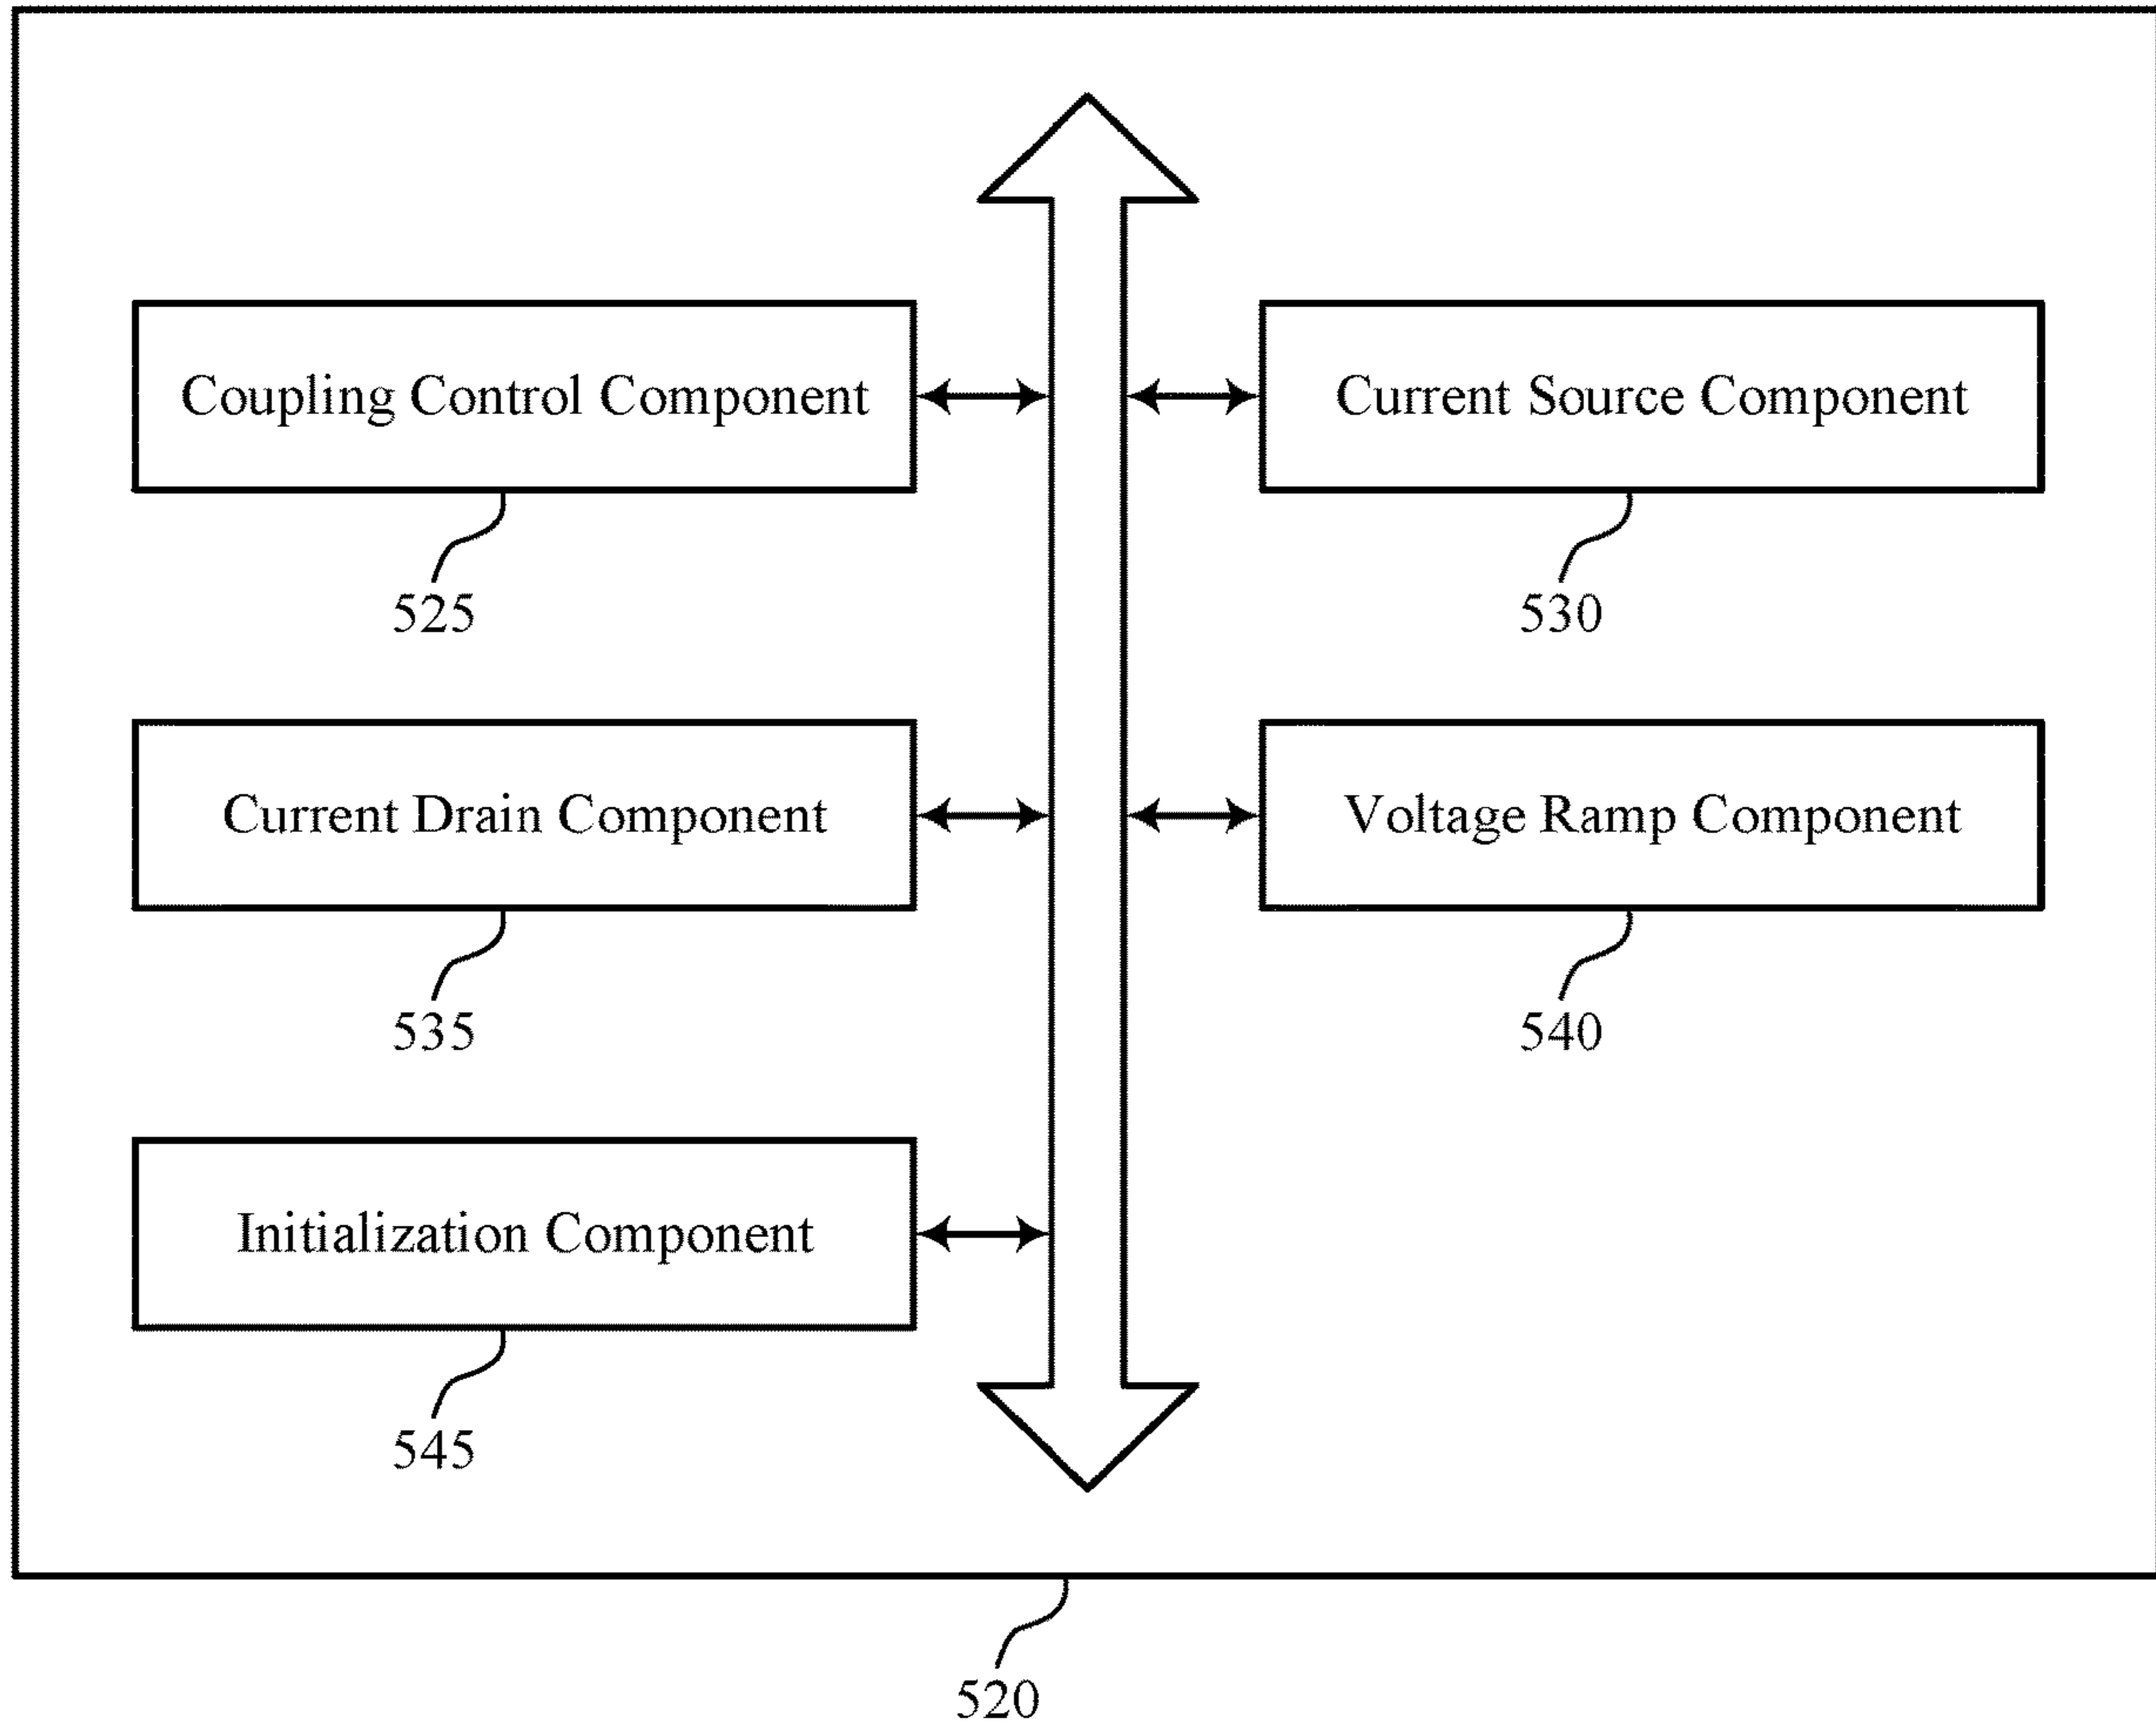 Coupling Control Component
Current Source Component
525
530
Current Drain Component
Voltage Ramp Component
535
540
Initialization Component
545
520